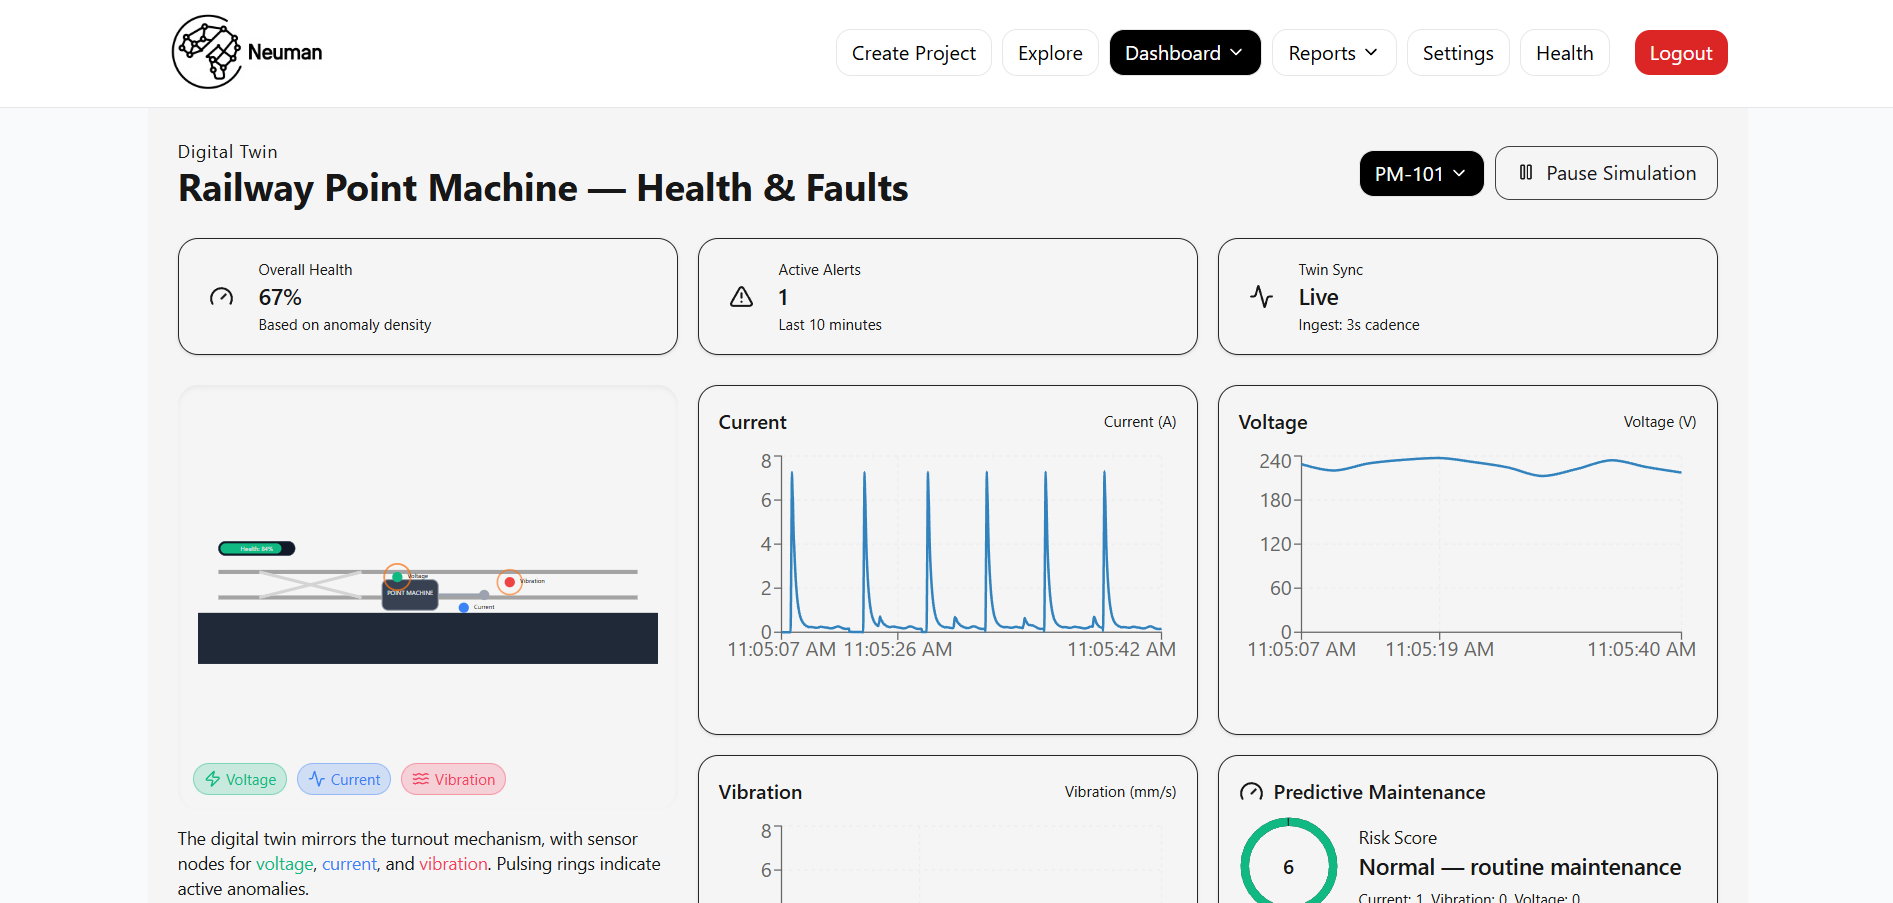 Neuman
Create Project
Explore
Dashboard
Reports
Settings
Health
Logout
Digital Twin
Railway Point Machine — Health & Faults
PM-101
Pause Simulation
Overall Health
67%
Based on anomaly density
Active Alerts
1
Last 10 minutes
Twin Sync
Live
Ingest: 3s cadence
Health: 84%
Voltage
Vibration
POINT MACHINE
Current
Voltage
Current
Vibration
The digital twin mirrors the turnout mechanism, with sensor
nodes for voltage, current, and vibration. Pulsing rings indicate
active anomalies.
Current
Current (A)
8
6
4
2
0
11:05:07 AM
11:05:26 AM
11:05:42 AM
Voltage
Voltage (V)
240
180
120
60
0
11:05:07 AM
11:05:19 AM
11:05:40 AM
Vibration
Vibration (mm/s)
8
6
Predictive Maintenance
6
Risk Score
Normal — routine maintenance
Current: 1, Vibration: 0, Voltage: 0